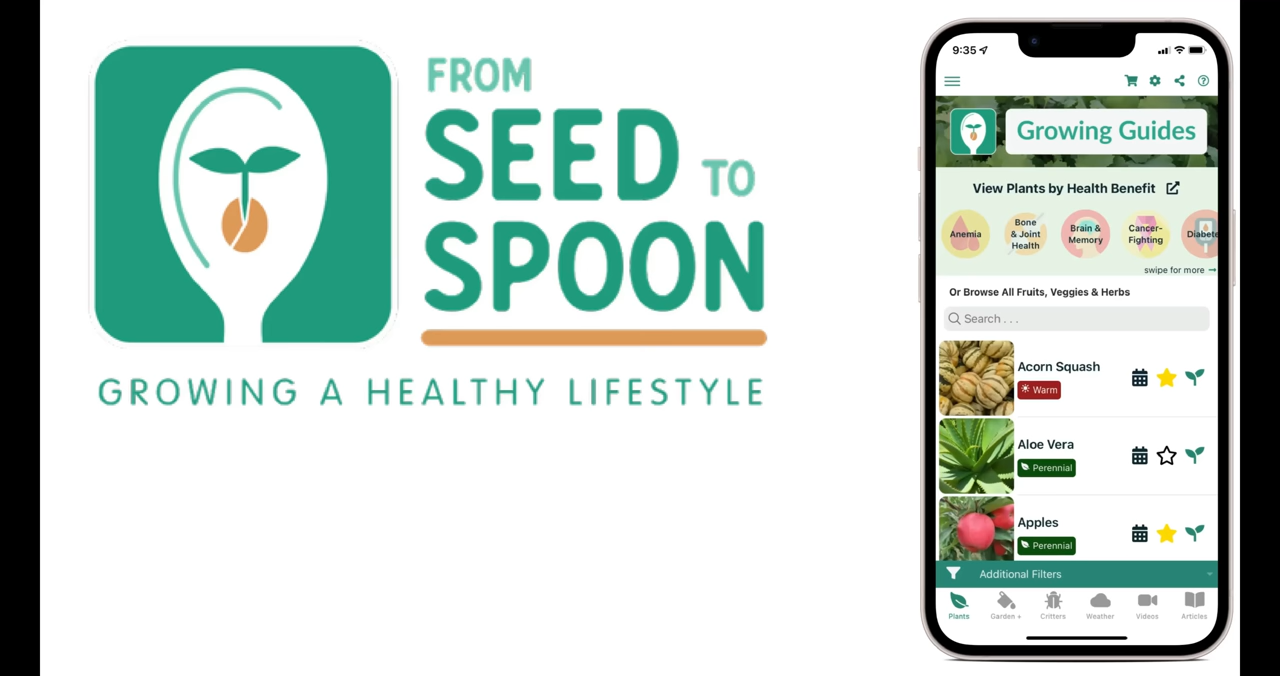 FROM
SEED TO
SPOON
GROWING A HEALTHY LIFESTYLE
9:35
Growing Guides
View Plants by Health Benefit
Anemia
Bone
& Joint
Health
Brain &
Memory
Cancer-
Fighting
Diabete
swipe for more →
Or Browse All Fruits, Veggies & Herbs
Search . . .
Acorn Squash
Warm
Aloe Vera
Perennial
Apples
Perennial
Additional Filters
Plants
Garden +
Critters
Weather
Videos
Articles